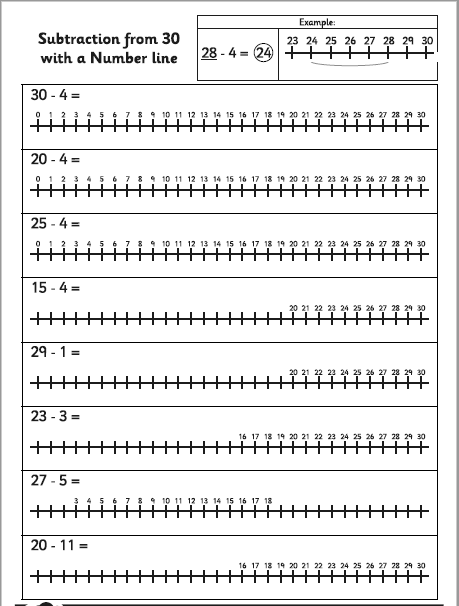 Subtraction from 30
with a Number line
Example:
28 - 4 = 24
23 24 25 26 27 28 29 30
30 - 4 =
0 1 2 3 4 5 6 7 8 9 10 11 12 13 14 15 16 17 18 19 20 21 22 23 24 25 26 27 28 29 30
20 - 4 =
0 1 2 3 4 5 6 7 8 9 10 11 12 13 14 15 16 17 18 19 20 21 22 23 24 25 26 27 28 29 30
25 - 4 =
0 1 2 3 4 5 6 7 8 9 10 11 12 13 14 15 16 17 18 19 20 21 22 23 24 25 26 27 28 29 30
15 - 4 =
20 21 22 23 24 25 26 27 28 29 30
29 - 1 =
20 21 22 23 24 25 26 27 28 29 30
23 - 3 =
16 17 18 19 20 21 22 23 24 25 26 27 28 29 30
27 - 5 =
3 4 5 6 7 8 9 10 11 12 13 14 15 16 17 18
20 - 11 =
16 17 18 19 20 21 22 23 24 25 26 27 28 29 30